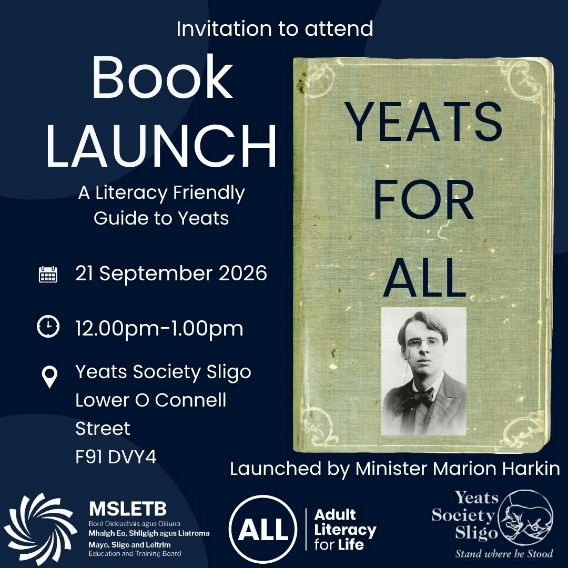 Invitation to attend
Book
LAUNCH
A Literacy Friendly
Guide to Yeats
21 September 2026
12.00pm-1.00pm
Yeats Society Sligo
Lower O Connell
Street
F91 DVY4
YEATS
FOR
ALL
Launched by Minister Marion Harkin
MSLETB
Bord Oideachais agus Oiliúna
Mhaigh Eo, Shligigh agus Liatroma
Mayo, Sligo and Leitrim
Education and Training Board
ALL
Adult
Literacy
for Life
Yeats
Society
Sligo
Stand where he Stood